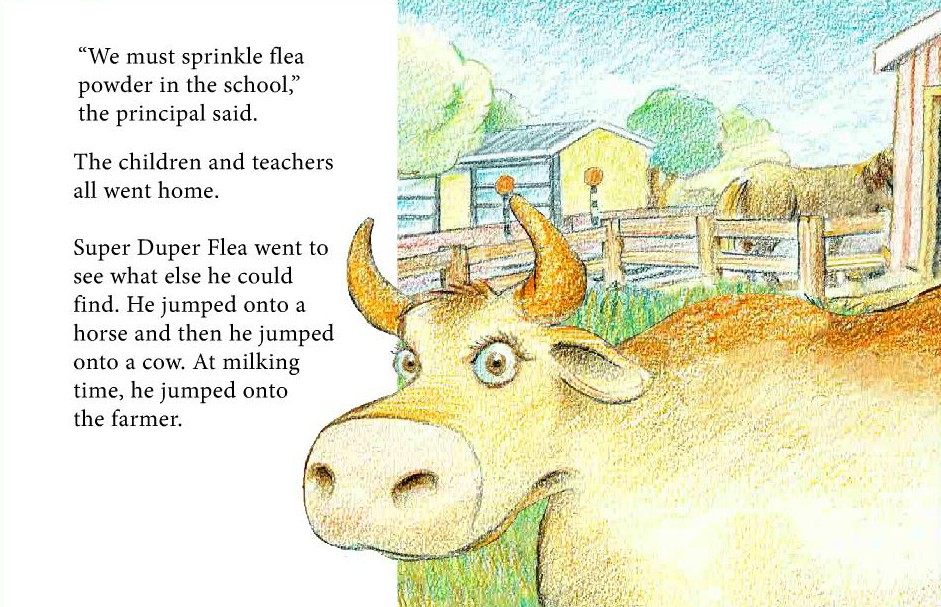 “We must sprinkle flea
powder in the school,”
the principal said.
The children and teachers
all went home.
Super Duper Flea went to
see what else he could
find. He jumped onto a
horse and then he jumped
onto a cow. At milking
time, he jumped onto
the farmer.